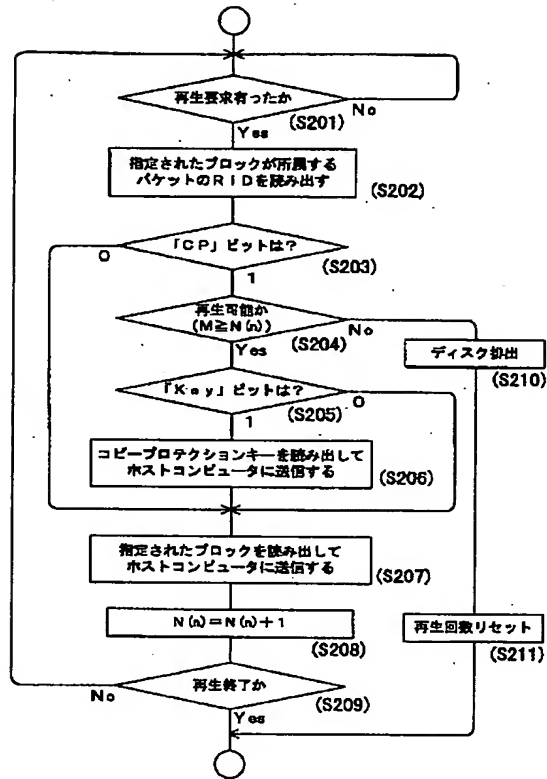 再生要求有ったか
No
(S201)
Yes
指定されたブロックが所属する
パケットのRIDを読み出す
(S202)
「CP」ビットは?
0
(S203)
1
再生可能か
(M≧N(n))
No
(S204)
Yes
ディスク排出
(S210)
「Key」ビットは?
0
(S205)
1
コピープロテクションキーを読み出して
ホストコンピュータに送信する
(S206)
指定されたブロックを読み出して
ホストコンピュータに送信する
(S207)
N(n)=N(n)+1
(S208)
再生回数リセット
(S211)
再生終了か
No
(S209)
Yes